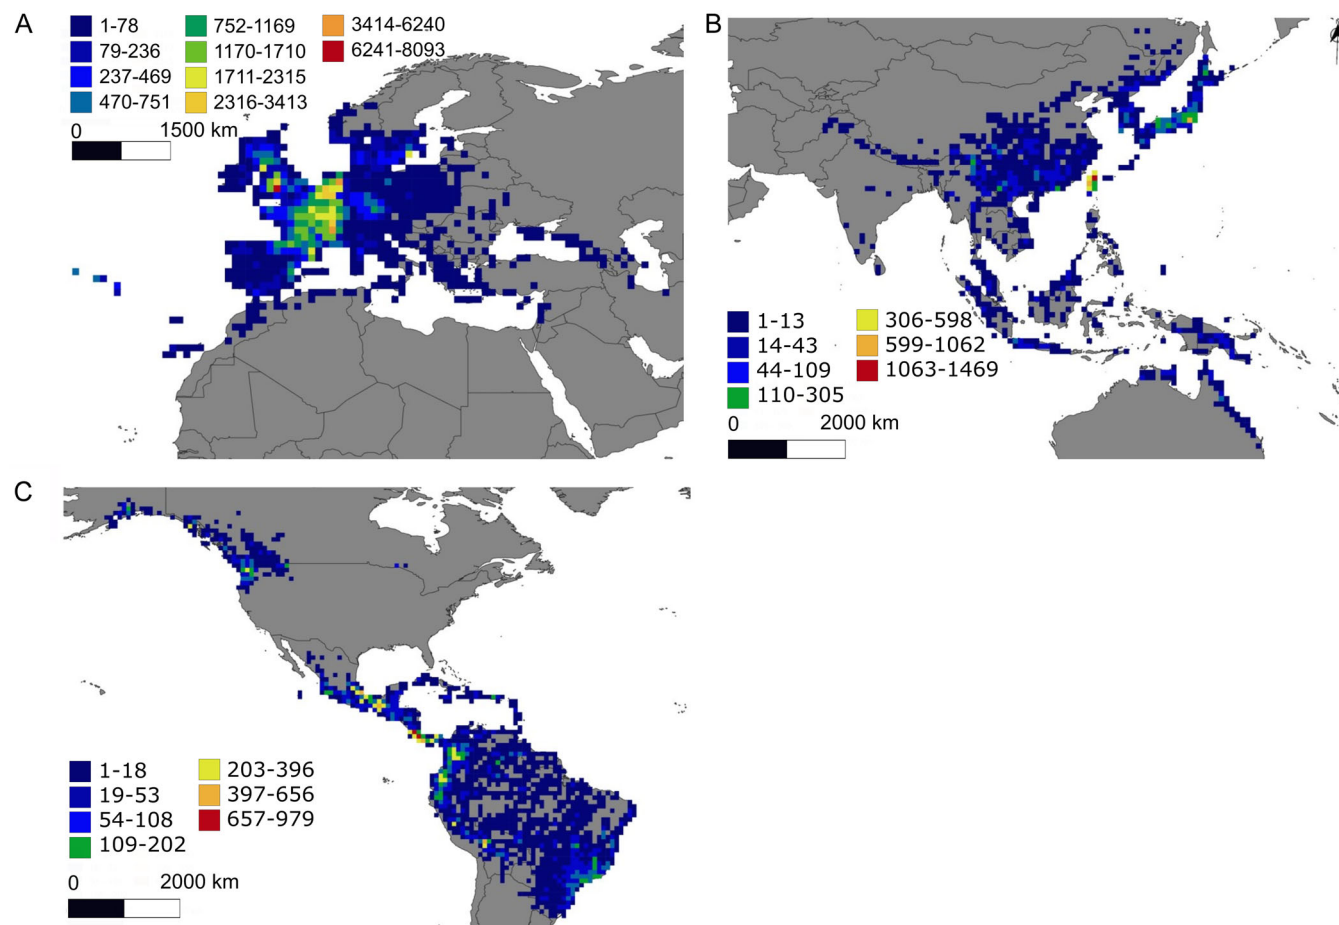 A
1-78 752-1169 3414-6240
79-236 1170-1710 6241-8093
237-469 1711-2315
470-751 2316-3413
0 1500 km
B
1-13 306-598
14-43 599-1062
44-109 1063-1469
110-305
0 2000 km
C
1-18 203-396
19-53 397-656
54-108 657-979
109-202
0 2000 km